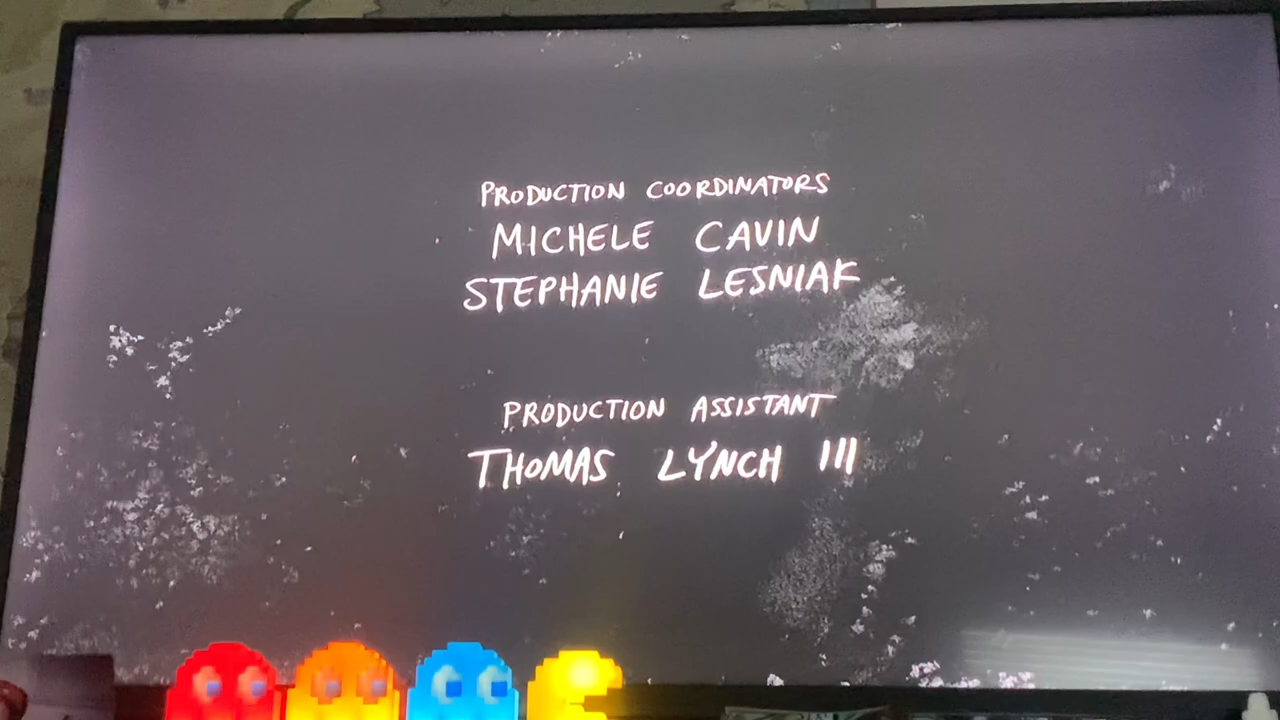 PRODUCTION COORDINATORS
MICHELE CAVIN
STEPHANIE LESNIAK
PRODUCTION ASSISTANT
THOMAS LYNCH III